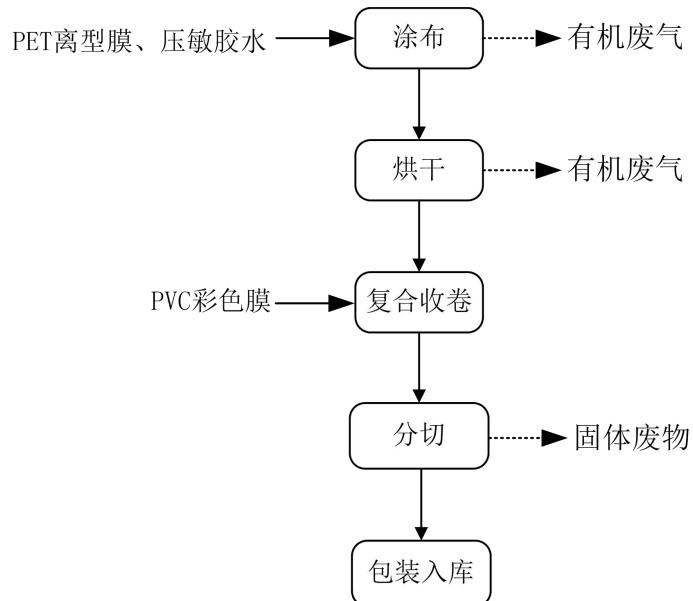 PET离型膜、压敏胶水
涂布
有机废气
烘干
有机废气
PVC彩色膜
复合收卷
分切
固体废物
包装入库